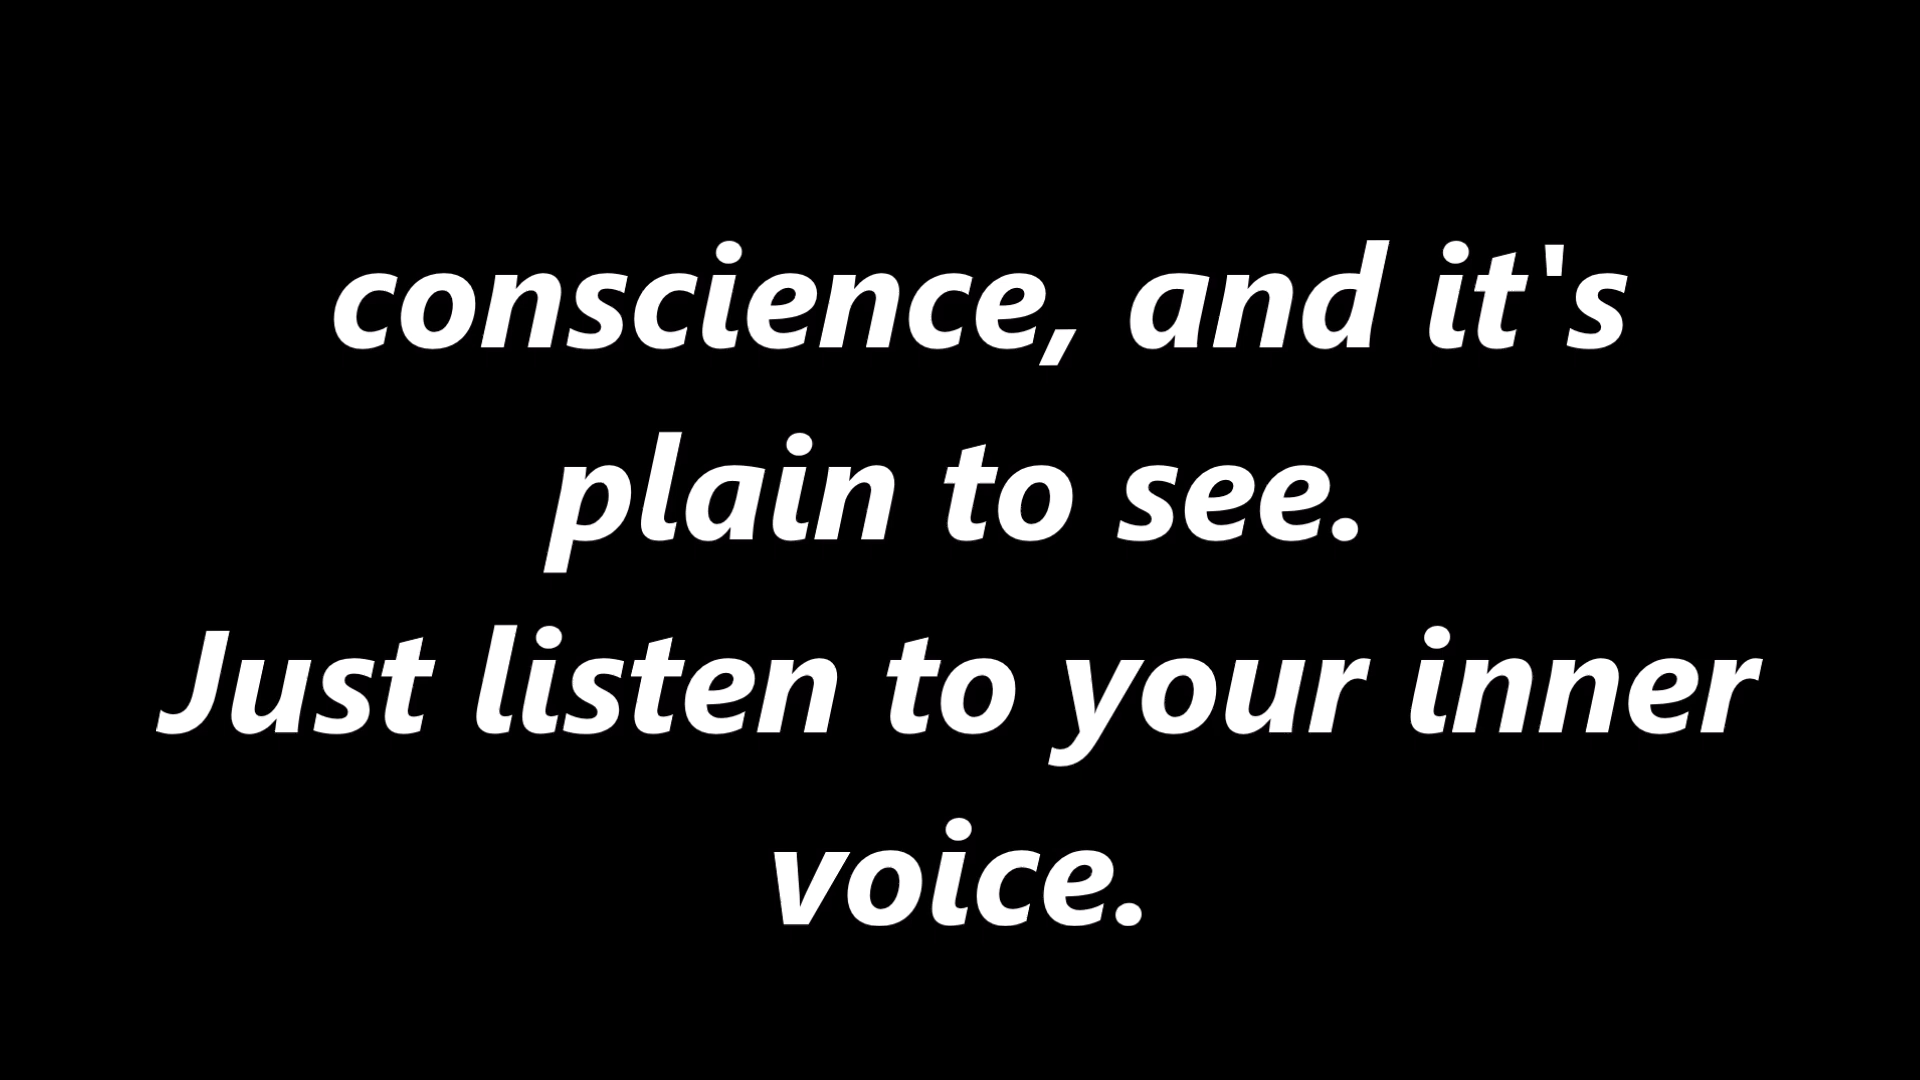 conscience, and it's
plain to see.
Just listen to your inner
voice.